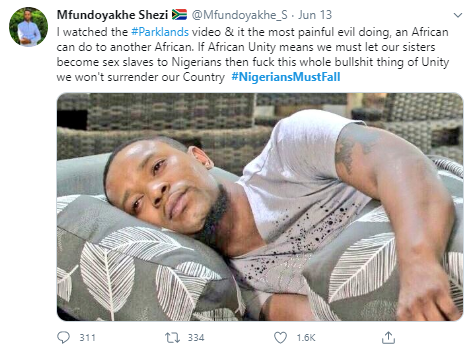 Mfundoyakhe Shezi 🇿🇦 @Mfundoyakhe_S · Jun 13
I watched the #Parklands video & it the most painful evil doing, an African
can do to another African. If African Unity means we must let our sisters
become sex slaves to Nigerians then fuck this whole bullshit thing of Unity
we won't surrender our Country #NigeriansMustFall
311 334 1.6K